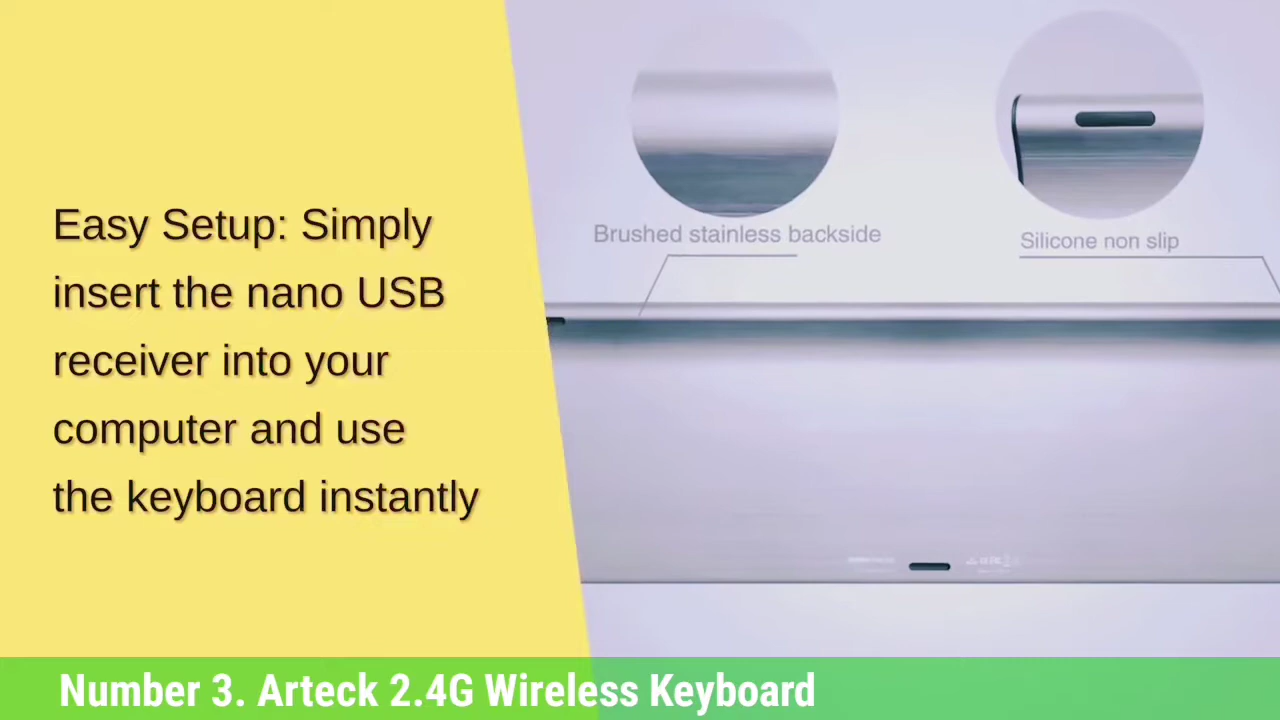 Easy Setup: Simply
insert the nano USB
receiver into your
computer and use
the keyboard instantly
Brushed stainless backside
Silicone non slip
Number 3. Arteck 2.4G Wireless Keyboard